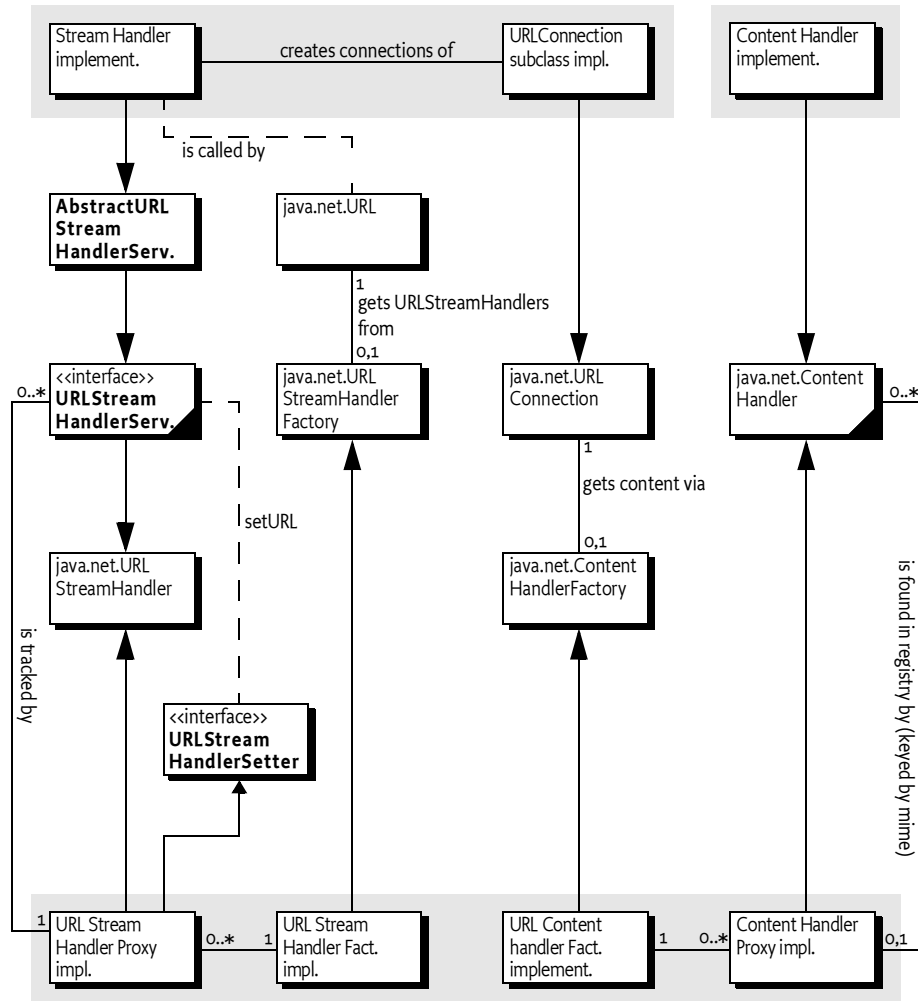 Stream Handler
implement.
creates connections of
URLConnection
subclass impl.
Content Handler
implement.
is called by
AbstractURL
Stream
HandlerServ.
java.net.URL
1
gets URLStreamHandlers
from
0,1
<<interface>>
URLStream
HandlerServ.
0..*
java.net.URL
StreamHandler
Factory
java.net.URL
Connection
java.net.Content
Handler
0..*
1
gets content via
0,1
setURL
java.net.URL
StreamHandler
java.net.Content
HandlerFactory
is tracked by
is found in registry by (keyed by mime)
<<interface>>
URLStream
HandlerSetter
1
URL Stream
Handler Proxy
impl.
0..*
1
URL Stream
Handler Fact.
impl.
URL Content
handler Fact.
implement.
1
0..*
Content Handler
Proxy impl.
0,1